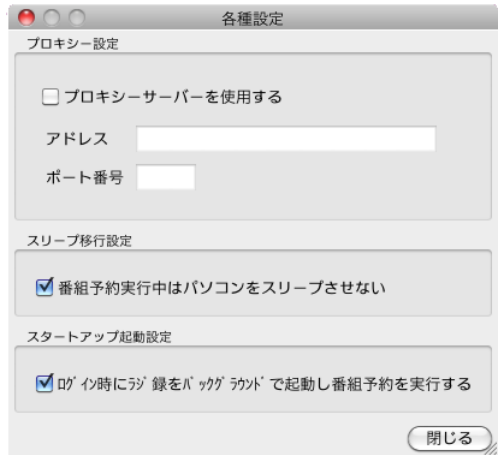 各種設定
プロキシー設定
プロキシーサーバーを使用する
アドレス
ポート番号
スリープ移行設定
番組予約実行中はパソコンをスリープさせない
スタートアップ起動設定
ﾛｸﾞｲﾝ時にﾗｼﾞ録をﾊﾞｯｸｸﾞﾗｳﾝﾄﾞで起動し番組予約を実行する
閉じる